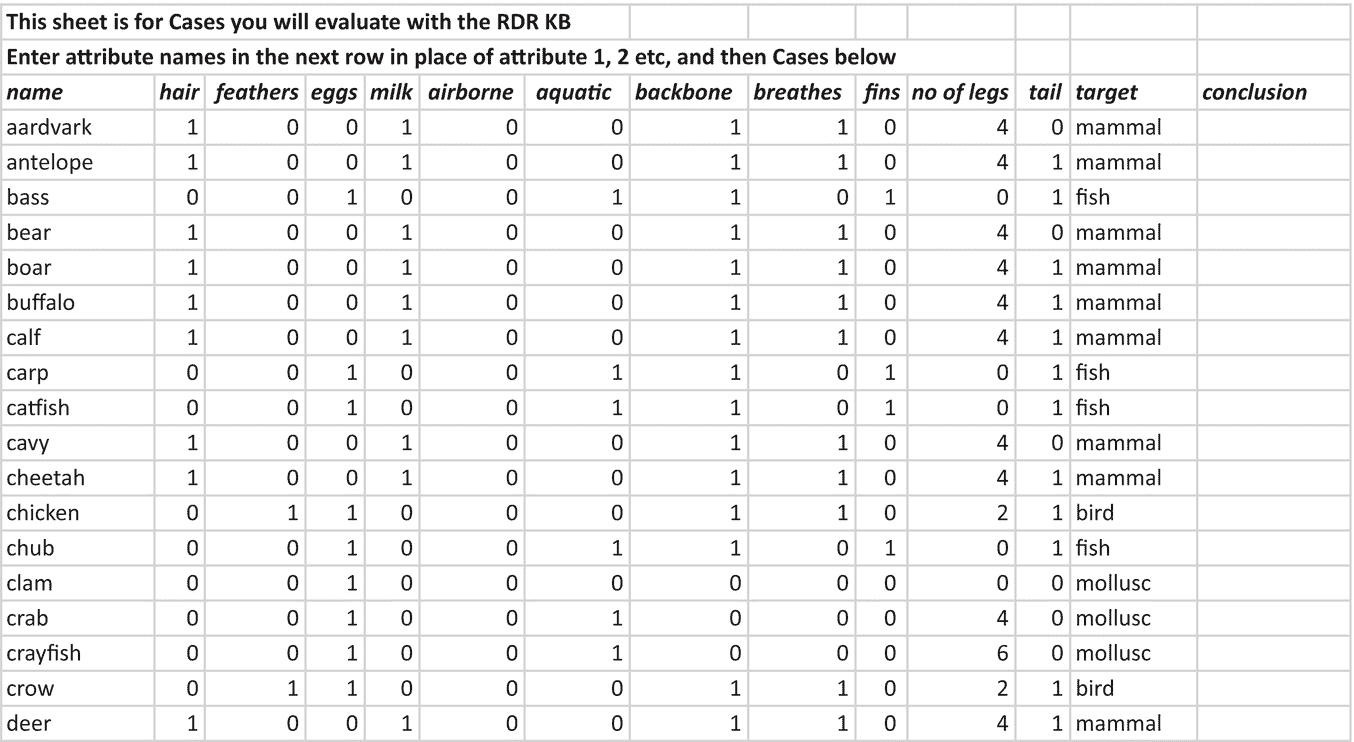 This sheet is for Cases you will evaluate with the RDR KB
Enter attribute names in the next row in place of attribute 1, 2 etc, and then Cases below
name hair feathers eggs milk airborne aquatic backbone breathes fins no of legs tail target conclusion
aardvark 1 0 0 1 0 0 1 1 0 4 0 mammal
antelope 1 0 0 1 0 0 1 1 0 4 1 mammal
bass 0 0 1 0 0 1 1 0 1 0 1 fish
bear 1 0 0 1 0 0 1 1 0 4 0 mammal
boar 1 0 0 1 0 0 1 1 0 4 1 mammal
buffalo 1 0 0 1 0 0 1 1 0 4 1 mammal
calf 1 0 0 1 0 0 1 1 0 4 1 mammal
carp 0 0 1 0 0 1 1 0 1 0 1 fish
catfish 0 0 1 0 0 1 1 0 1 0 1 fish
cavy 1 0 0 1 0 0 1 1 0 4 0 mammal
cheetah 1 0 0 1 0 0 1 1 0 4 1 mammal
chicken 0 1 1 0 0 0 1 1 0 2 1 bird
chub 0 0 1 0 0 1 1 0 1 0 1 fish
clam 0 0 1 0 0 0 0 0 0 0 0 mollusc
crab 0 0 1 0 0 1 0 0 0 4 0 mollusc
crayfish 0 0 1 0 0 1 0 0 0 6 0 mollusc
crow 0 1 1 0 0 0 1 1 0 2 1 bird
deer 1 0 0 1 0 0 1 1 0 4 1 mammal